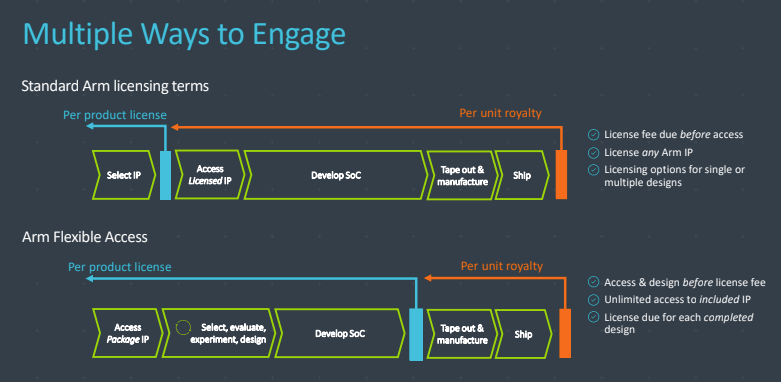 Multiple Ways to Engage
Standard Arm licensing terms
Per product license
Per unit royalty
Select IP
Access
Licensed IP
Develop SoC
Tape out &
manufacture
Ship
License fee due before access
License any Arm IP
Licensing options for single or
multiple designs
Arm Flexible Access
Per product license
Per unit royalty
Access
Package IP
Select, evaluate,
experiment, design
Develop SoC
Tape out &
manufacture
Ship
Access & design before license fee
Unlimited access to included IP
License due for each completed
design